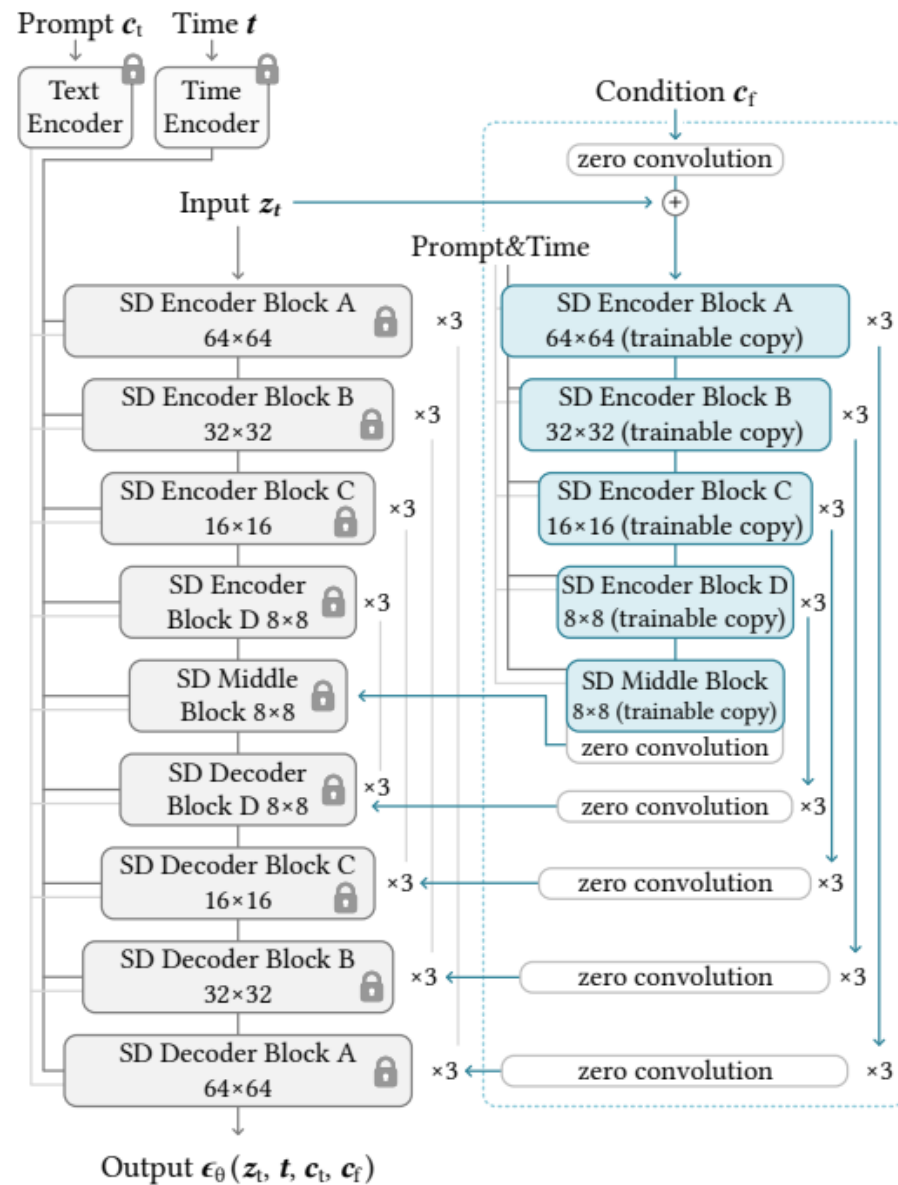 Prompt cₜ
Time t
Text
Encoder
Time
Encoder
Condition c_f
zero convolution
Input zₜ
+
Prompt&Time
SD Encoder Block A
64×64
×3
SD Encoder Block A
64×64 (trainable copy)
×3
SD Encoder Block B
32×32
×3
SD Encoder Block B
32×32 (trainable copy)
×3
SD Encoder Block C
16×16
×3
SD Encoder Block C
16×16 (trainable copy)
×3
SD Encoder
Block D 8×8
×3
SD Encoder Block D
8×8 (trainable copy)
×3
SD Middle
Block 8×8
SD Middle Block
8×8 (trainable copy)
zero convolution
SD Decoder
Block D 8×8
×3
zero convolution
×3
SD Decoder Block C
16×16
×3
zero convolution
×3
SD Decoder Block B
32×32
×3
zero convolution
×3
SD Decoder Block A
64×64
×3
zero convolution
×3
Output ϵ_θ(zₜ, t, cₜ, c_f)